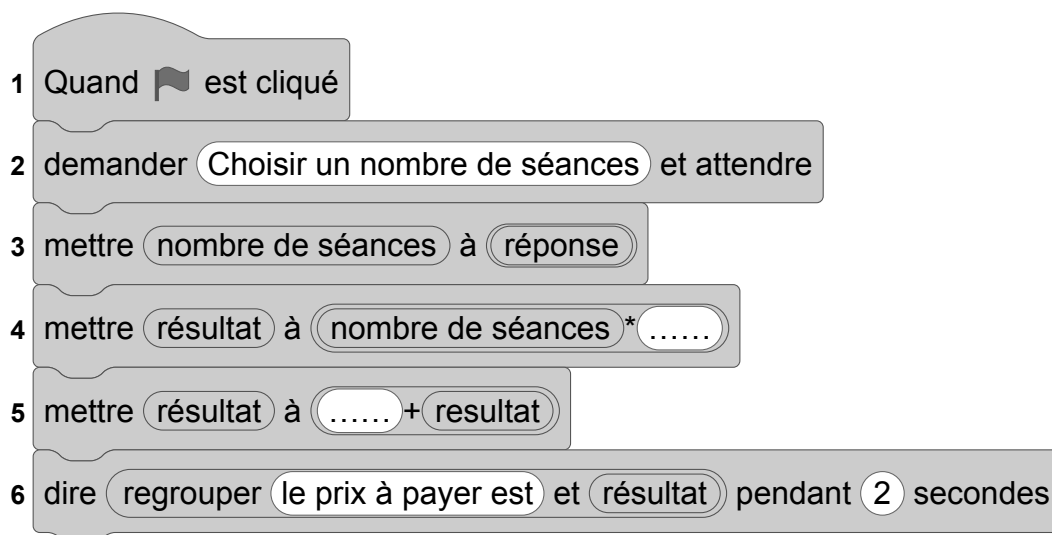 1 Quand est cliqué
2 demander Choisir un nombre de séances et attendre
3 mettre nombre de séances à réponse
4 mettre résultat à nombre de séances*……
5 mettre résultat à ……+resultat
6 dire regrouper le prix à payer est et résultat pendant 2 secondes